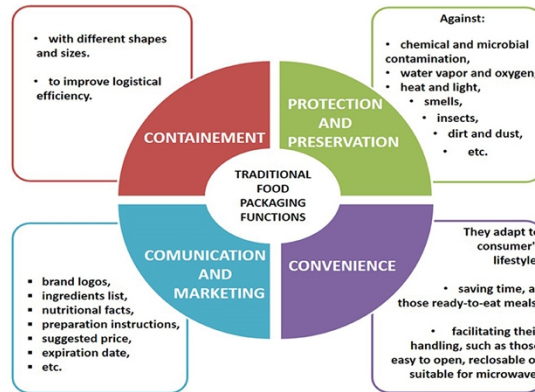 • with different shapes
and sizes.
• to improve logistical
efficiency.
Against:
• chemical and microbial
contamination,
• water vapor and oxygen,
• heat and light,
• smells,
• insects,
• dirt and dust,
• etc.
CONTAINEMENT
PROTECTION
AND
PRESERVATION
TRADITIONAL
FOOD
PACKAGING
FUNCTIONS
COMUNICATION
AND
MARKETING
CONVENIENCE
▪ brand logos,
▪ ingredients list,
▪ nutritional facts,
▪ preparation instructions,
▪ suggested price,
▪ expiration date,
▪ etc.
They adapt to
consumer'
lifestyle
• saving time, a
those ready-to-eat meals
• facilitating thei
handling, such as those
easy to open, reclosable o
suitable for microwave